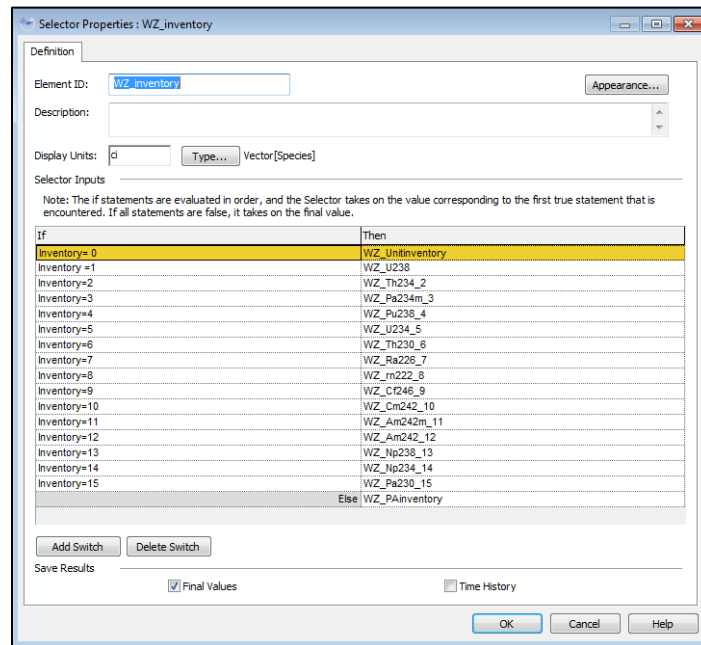 Selector Properties : WZ_inventory
Definition
Element ID: WZ_inventory Appearance...
Description:
Display Units: ci Type... Vector[Species]
Selector Inputs
Note: The if statements are evaluated in order, and the Selector takes on the value corresponding to the first true statement that is
encountered. If all statements are false, it takes on the final value.
If Then
Inventory= 0 WZ_Unitinventory
Inventory =1 WZ_U238
Inventory=2 WZ_Th234_2
Inventory=3 WZ_Pa234m_3
Inventory=4 WZ_Pu238_4
Inventory=5 WZ_U234_5
Inventory=6 WZ_Th230_6
Inventory=7 WZ_Ra226_7
Inventory=8 WZ_rn222_8
Inventory=9 WZ_Cf246_9
Inventory=10 WZ_Cm242_10
Inventory=11 WZ_Am242m_11
Inventory=12 WZ_Am242_12
Inventory=13 WZ_Np238_13
Inventory=14 WZ_Np234_14
Inventory=15 WZ_Pa230_15
Else WZ_PAinventory
Add Switch Delete Switch
Save Results
Final Values Time History
OK Cancel Help